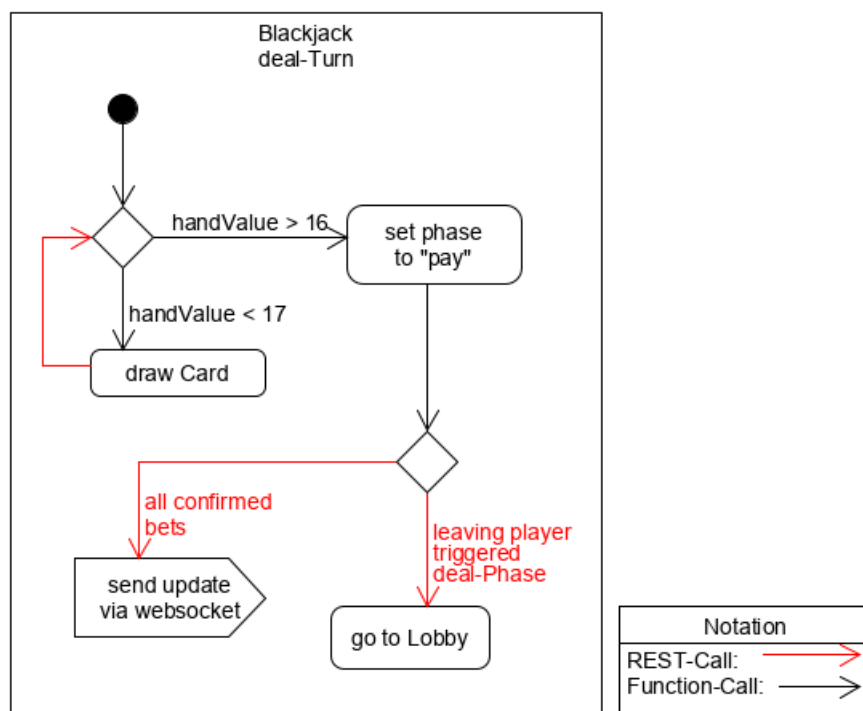 Blackjack
deal-Turn
handValue > 16
set phase
to "pay"
handValue < 17
draw Card
all confirmed
bets
leaving player
triggered
deal-Phase
send update
via websocket
go to Lobby
Notation
REST-Call:
Function-Call: